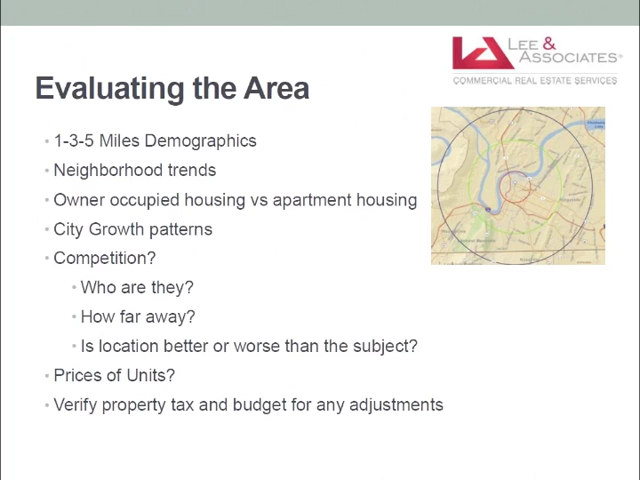 LEE &
ASSOCIATES
COMMERCIAL REAL ESTATE SERVICES
Evaluating the Area
1-3-5 Miles Demographics
Neighborhood trends
Owner occupied housing vs apartment housing
City Growth patterns
Competition?
Who are they?
How far away?
Is location better or worse than the subject?
Prices of Units?
Verify property tax and budget for any adjustments